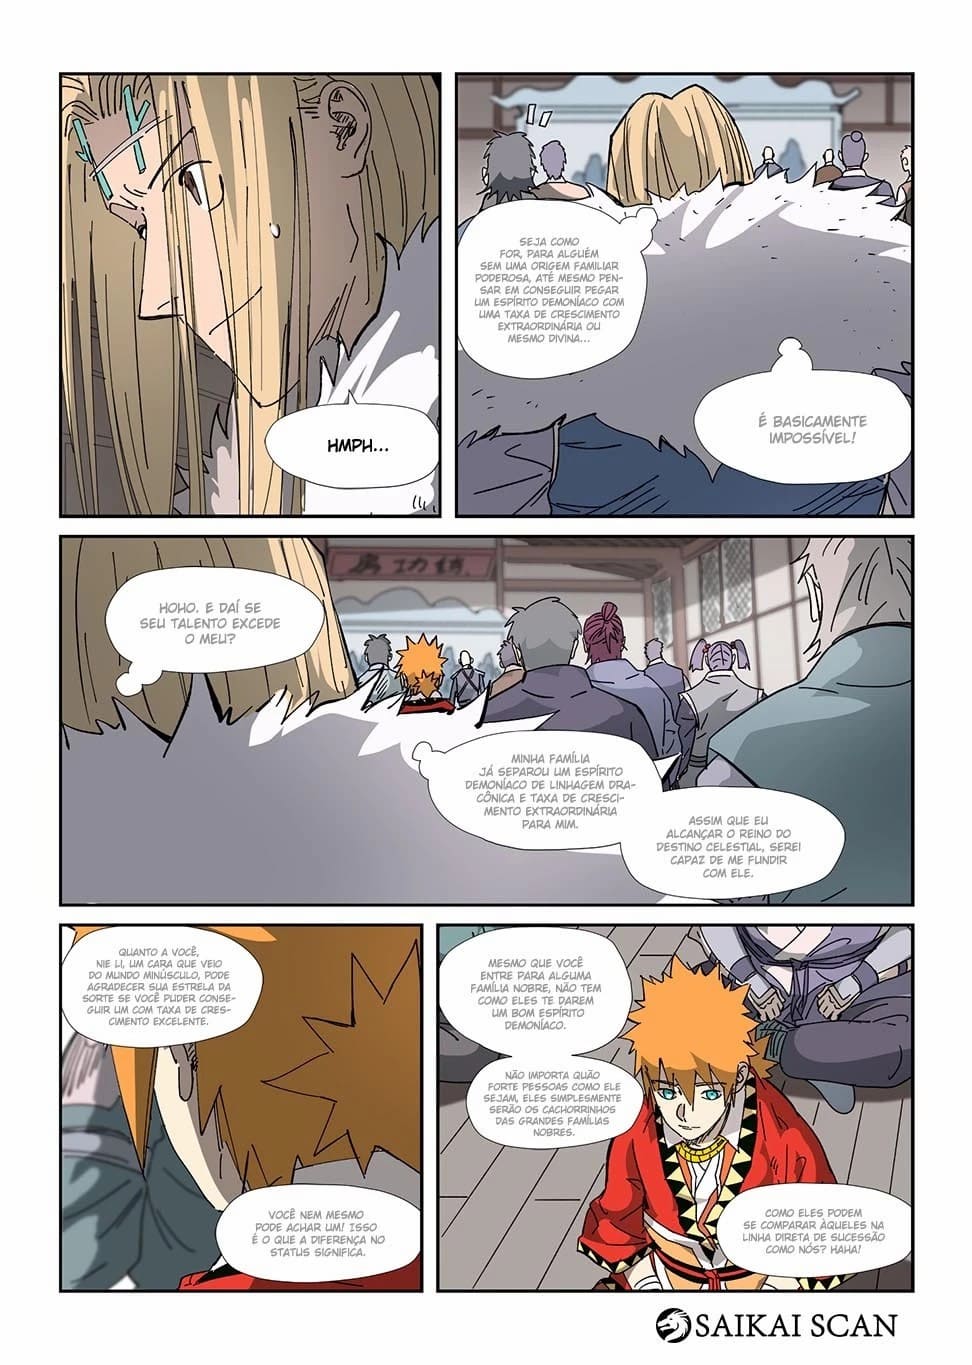 HMPH...
SEJA COMO
FOR, PARA ALGUÉM
SEM UMA ORIGEM FAMILIAR
PODEROSA, ATÉ MESMO PEN-
SAR EM CONSEGUIR PEGAR
UM ESPÍRITO DEMONÍACO COM
UMA TAXA DE CRESCIMENTO
EXTRAORDINÁRIA OU
MESMO DIVINA...
É BASICAMENTE
IMPOSSÍVEL!
HOHO. E DAÍ SE
SEU TALENTO EXCEDE
O MEU?
MINHA FAMÍLIA
JÁ SEPAROU UM ESPÍRITO
DEMONÍACO DE LINHAGEM DRA-
CÔNICA E TAXA DE CRESCI-
MENTO EXTRAORDINÁRIA
PARA MIM.
ASSIM QUE EU
ALCANÇAR O REINO DO
DESTINO CELESTIAL, SEREI
CAPAZ DE ME FUNDIR
COM ELE.
QUANTO A VOCÊ,
NIE LI, UM CARA QUE VEIO
DO MUNDO MINÚSCULO, PODE
AGRADECER SUA ESTRELA DA
SORTE SE VOCÊ PUDER CONSE-
GUIR UM COM TAXA DE CRES-
CIMENTO EXCELENTE.
VOCÊ NEM MESMO
PODE ACHAR UM! ISSO
É O QUE A DIFERENÇA NO
STATUS SIGNIFICA.
MESMO QUE VOCÊ
ENTRE PARA ALGUMA
FAMÍLIA NOBRE, NÃO TEM
COMO ELES TE DAREM
UM BOM ESPÍRITO
DEMONÍACO.
NÃO IMPORTA QUÃO
FORTE PESSOAS COMO ELE
SEJAM, ELES SIMPLESMENTE
SERÃO OS CACHORRINHOS
DAS GRANDES FAMÍLIAS
NOBRES.
COMO ELES PODEM
SE COMPARAR ÀQUELES NA
LINHA DIRETA DE SUCESSÃO
COMO NÓS? HAHA!
SAIKAI SCAN